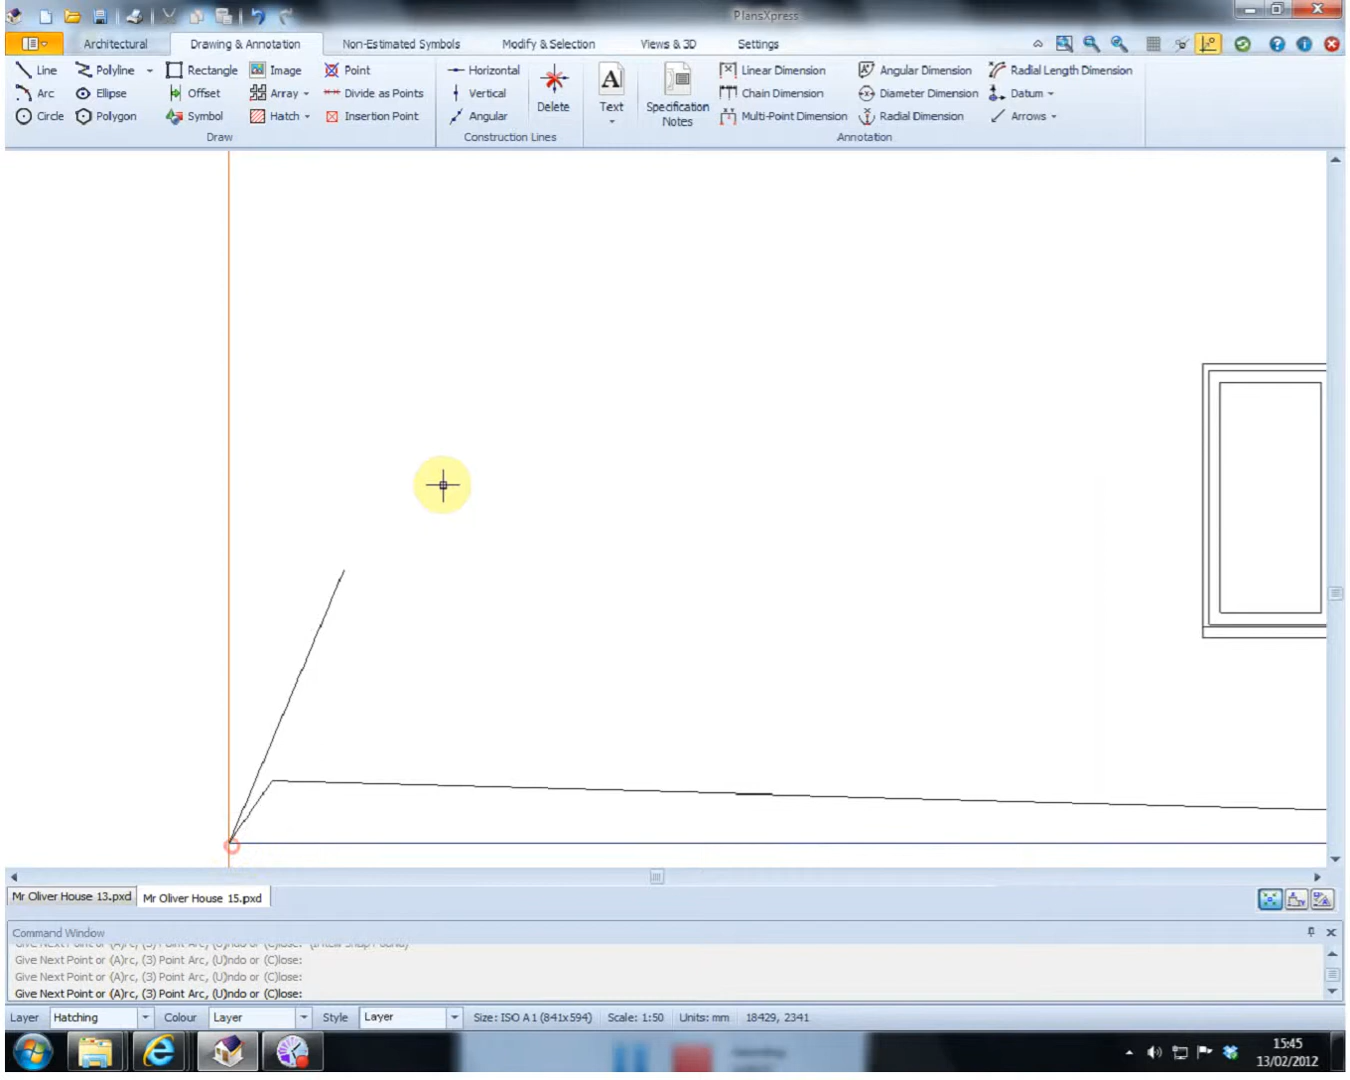 PlansXpress
Architectural Drawing & Annotation Non-Estimated Symbols Modify & Selection Views & 3D Settings
Line Polyline Rectangle Image Point Horizontal Linear Dimension Angular Dimension Radial Length Dimension
Arc Ellipse Offset Array Divide as Points Vertical Delete Text Specification Notes Chain Dimension Diameter Dimension Datum
Circle Polygon Symbol Hatch Insertion Point Angular Multi-Point Dimension Radial Dimension Arrows
Draw Construction Lines Annotation
Mr Oliver House 13.pxd Mr Oliver House 15.pxd
Command Window
Give Next Point or (A)rc, (3) Point Arc, (U)ndo or (C)lose:
Give Next Point or (A)rc, (3) Point Arc, (U)ndo or (C)lose:
Give Next Point or (A)rc, (3) Point Arc, (U)ndo or (C)lose:
Layer Hatching Colour Layer Style Layer Size: ISO A1 (841x594) Scale: 1:50 Units: mm 18429, 2341
15:45
13/02/2012